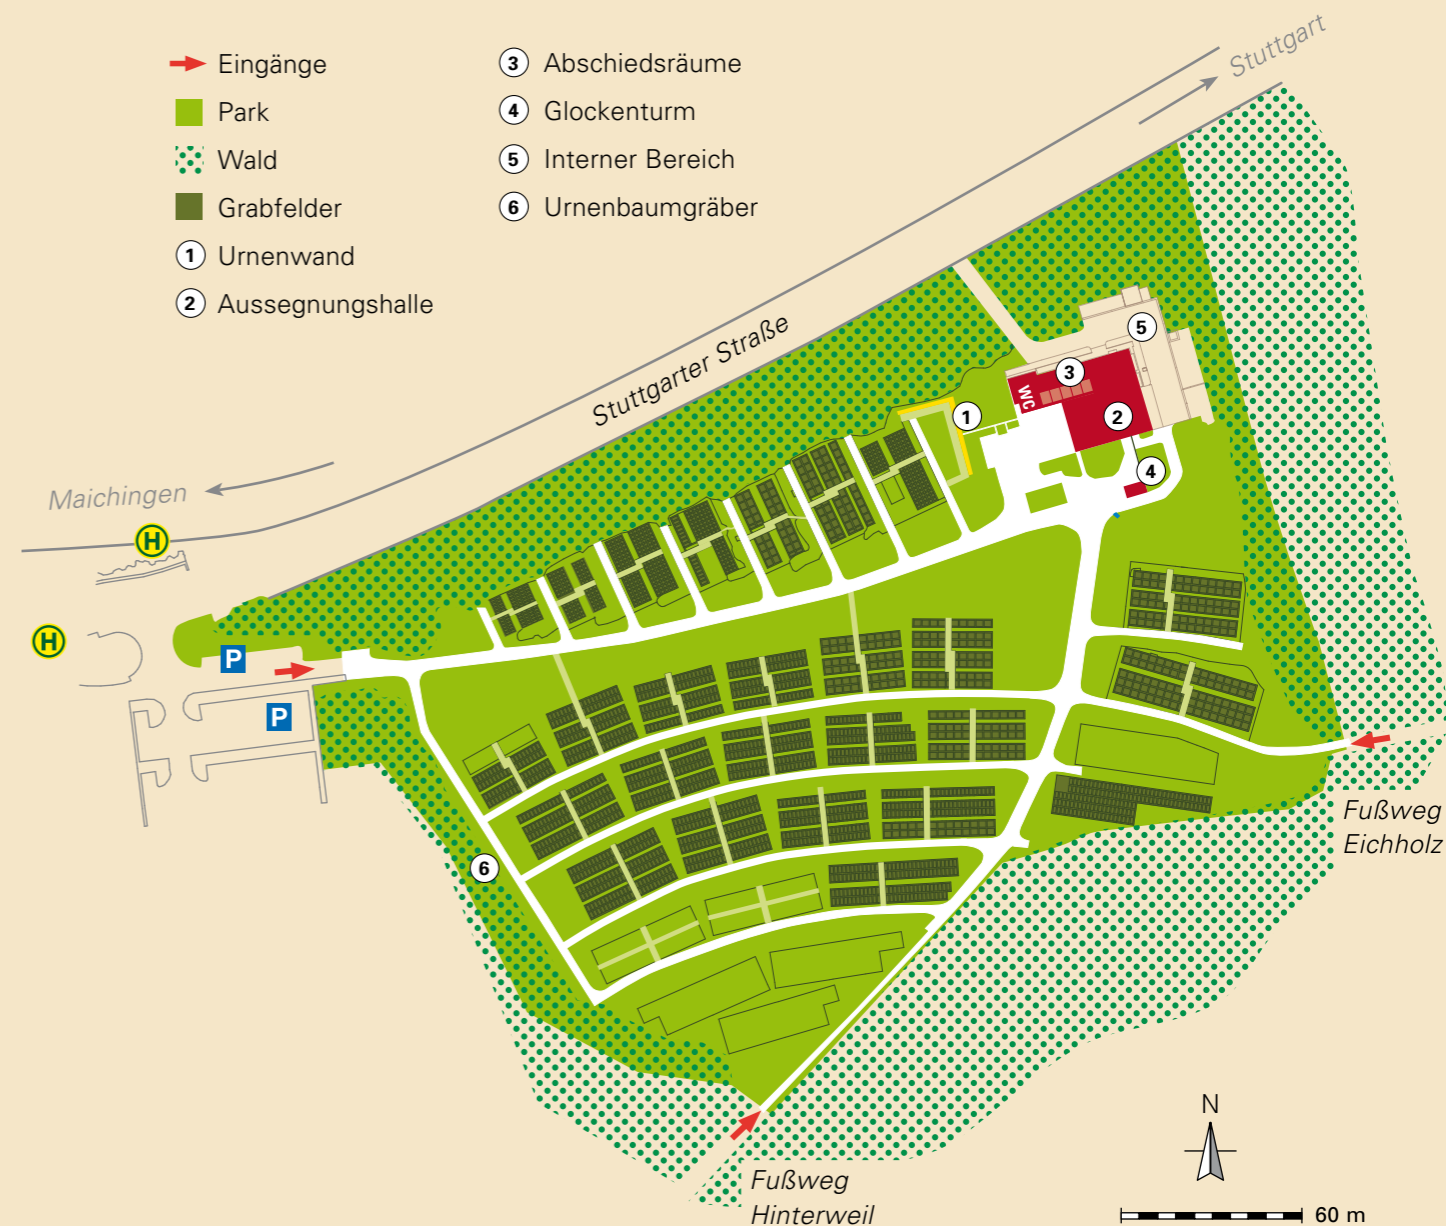 Eingänge
Park
Wald
Grabfelder
1 Urnenwand
2 Aussegnungshalle
3 Abschiedsräume
4 Glockenturm
5 Interner Bereich
6 Urnenbaumgräber
Stuttgart
Stuttgarter Straße
Maichingen
H
H
P
P
5
3
WC
1
2
4
6
Fußweg
Eichholz
N
Fußweg
Hinterweil
60 m